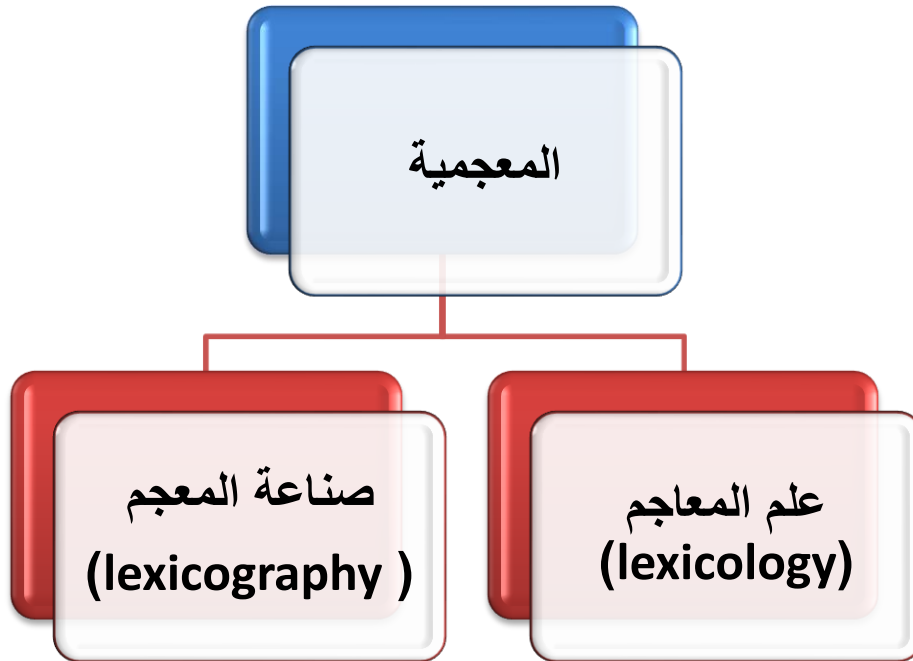 المعجمية
علم المعاجم
(lexicology)
صناعة المعجم
(lexicography )